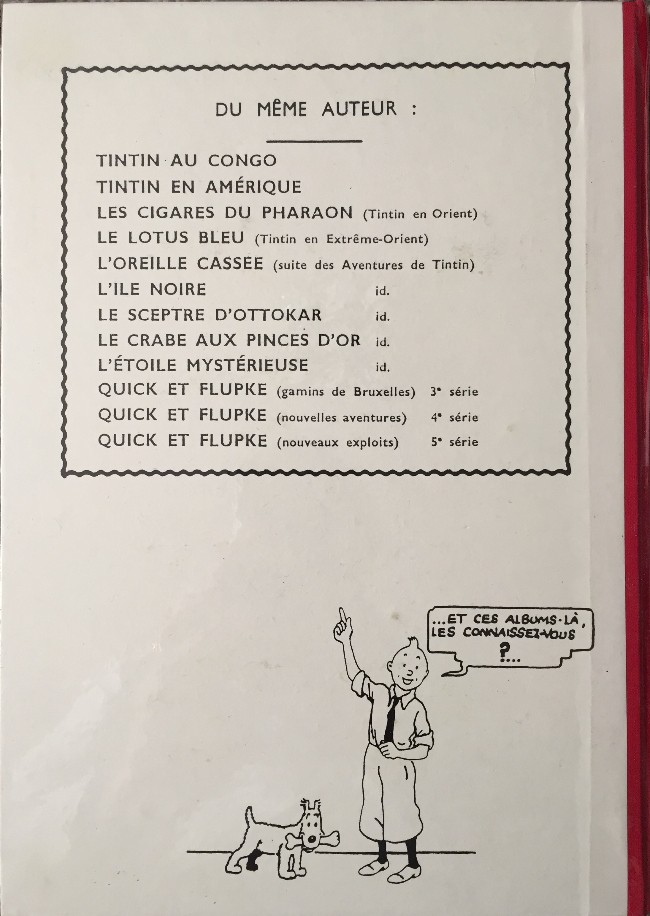 DU MÊME AUTEUR :
TINTIN AU CONGO
TINTIN EN AMÉRIQUE
LES CIGARES DU PHARAON (Tintin en Orient)
LE LOTUS BLEU (Tintin en Extrême-Orient)
L'OREILLE CASSEE (suite des Aventures de Tintin)
L'ILE NOIRE id.
LE SCEPTRE D'OTTOKAR id.
LE CRABE AUX PINCES D'OR id.
L'ÉTOILE MYSTÉRIEUSE id.
QUICK ET FLUPKE (gamins de Bruxelles) 3e série
QUICK ET FLUPKE (nouvelles aventures) 4e série
QUICK ET FLUPKE (nouveaux exploits) 5e série
...ET CES ALBUMS-LÀ,
LES CONNAISSEZ-VOUS
?...